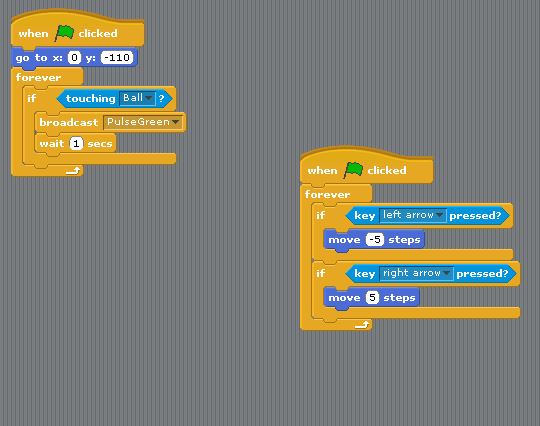 when clicked
go to x: 0 y: -110
forever
if touching Ball ?
broadcast PulseGreen
wait 1 secs
when clicked
forever
if key left arrow pressed?
move -5 steps
if key right arrow pressed?
move 5 steps